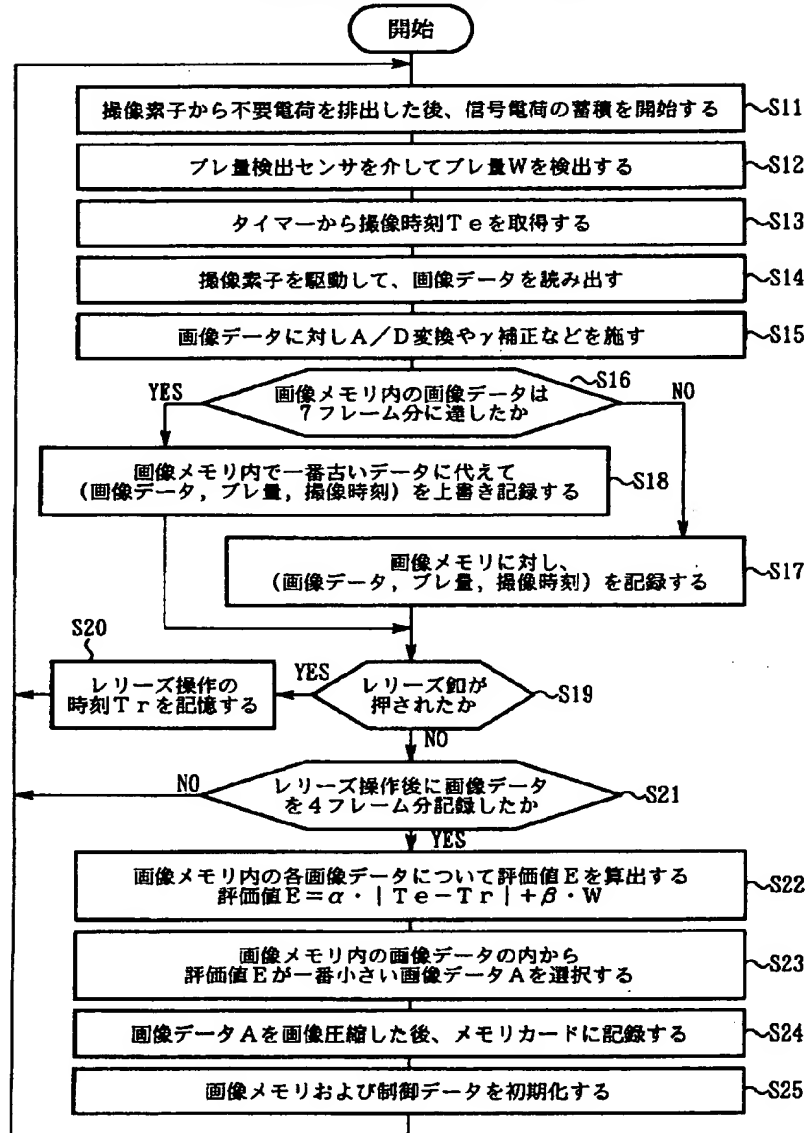 開始
撮像素子から不要電荷を排出した後、信号電荷の蓄積を開始する
S11
ブレ量検出センサを介してブレ量Wを検出する
S12
タイマーから撮像時刻Teを取得する
S13
撮像素子を駆動して、画像データを読み出す
S14
画像データに対しA/D変換やγ補正などを施す
S15
画像メモリ内の画像データは
7フレーム分に達したか
S16
YES
NO
画像メモリ内で一番古いデータに代えて
(画像データ,ブレ量,撮像時刻)を上書き記録する
S18
画像メモリに対し、
(画像データ,ブレ量,撮像時刻)を記録する
S17
S20
レリーズ操作の
時刻Trを記憶する
YES
レリーズ釦が
押されたか
S19
NO
NO
レリーズ操作後に画像データ
を4フレーム分記録したか
S21
YES
画像メモリ内の各画像データについて評価値Eを算出する
評価値E=α・|Te-Tr|+β・W
S22
画像メモリ内の画像データの内から
評価値Eが一番小さい画像データAを選択する
S23
画像データAを画像圧縮した後、メモリカードに記録する
S24
画像メモリおよび制御データを初期化する
S25